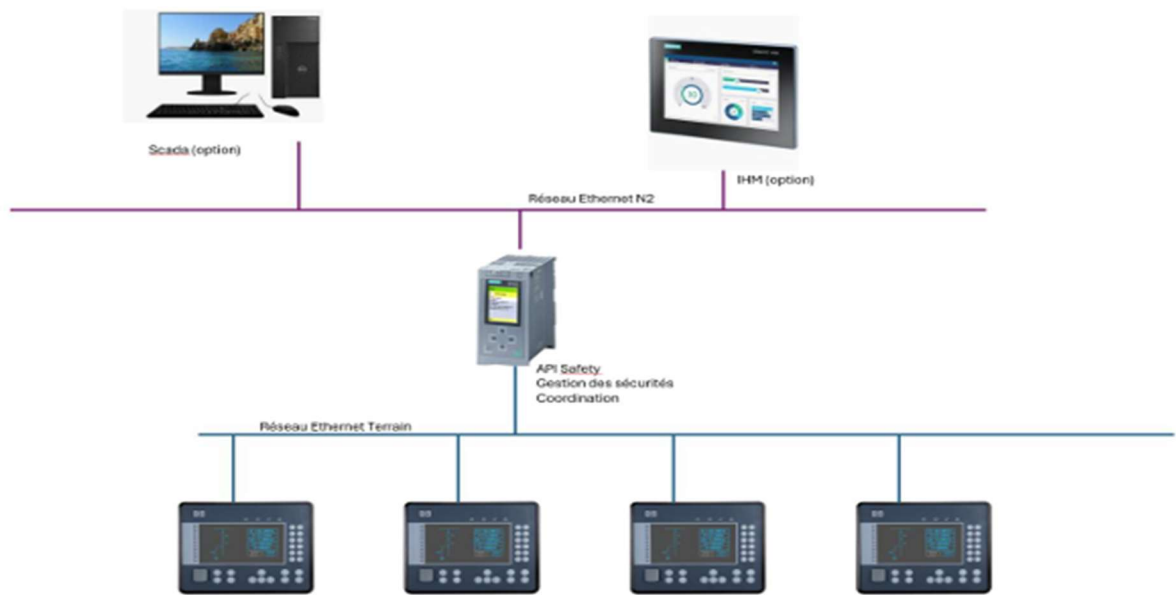 Scada (option)
IHM (option)
Réseau Ethernet N2
API Safety
Gestion des sécurités
Coordination
Réseau Ethernet Terrain